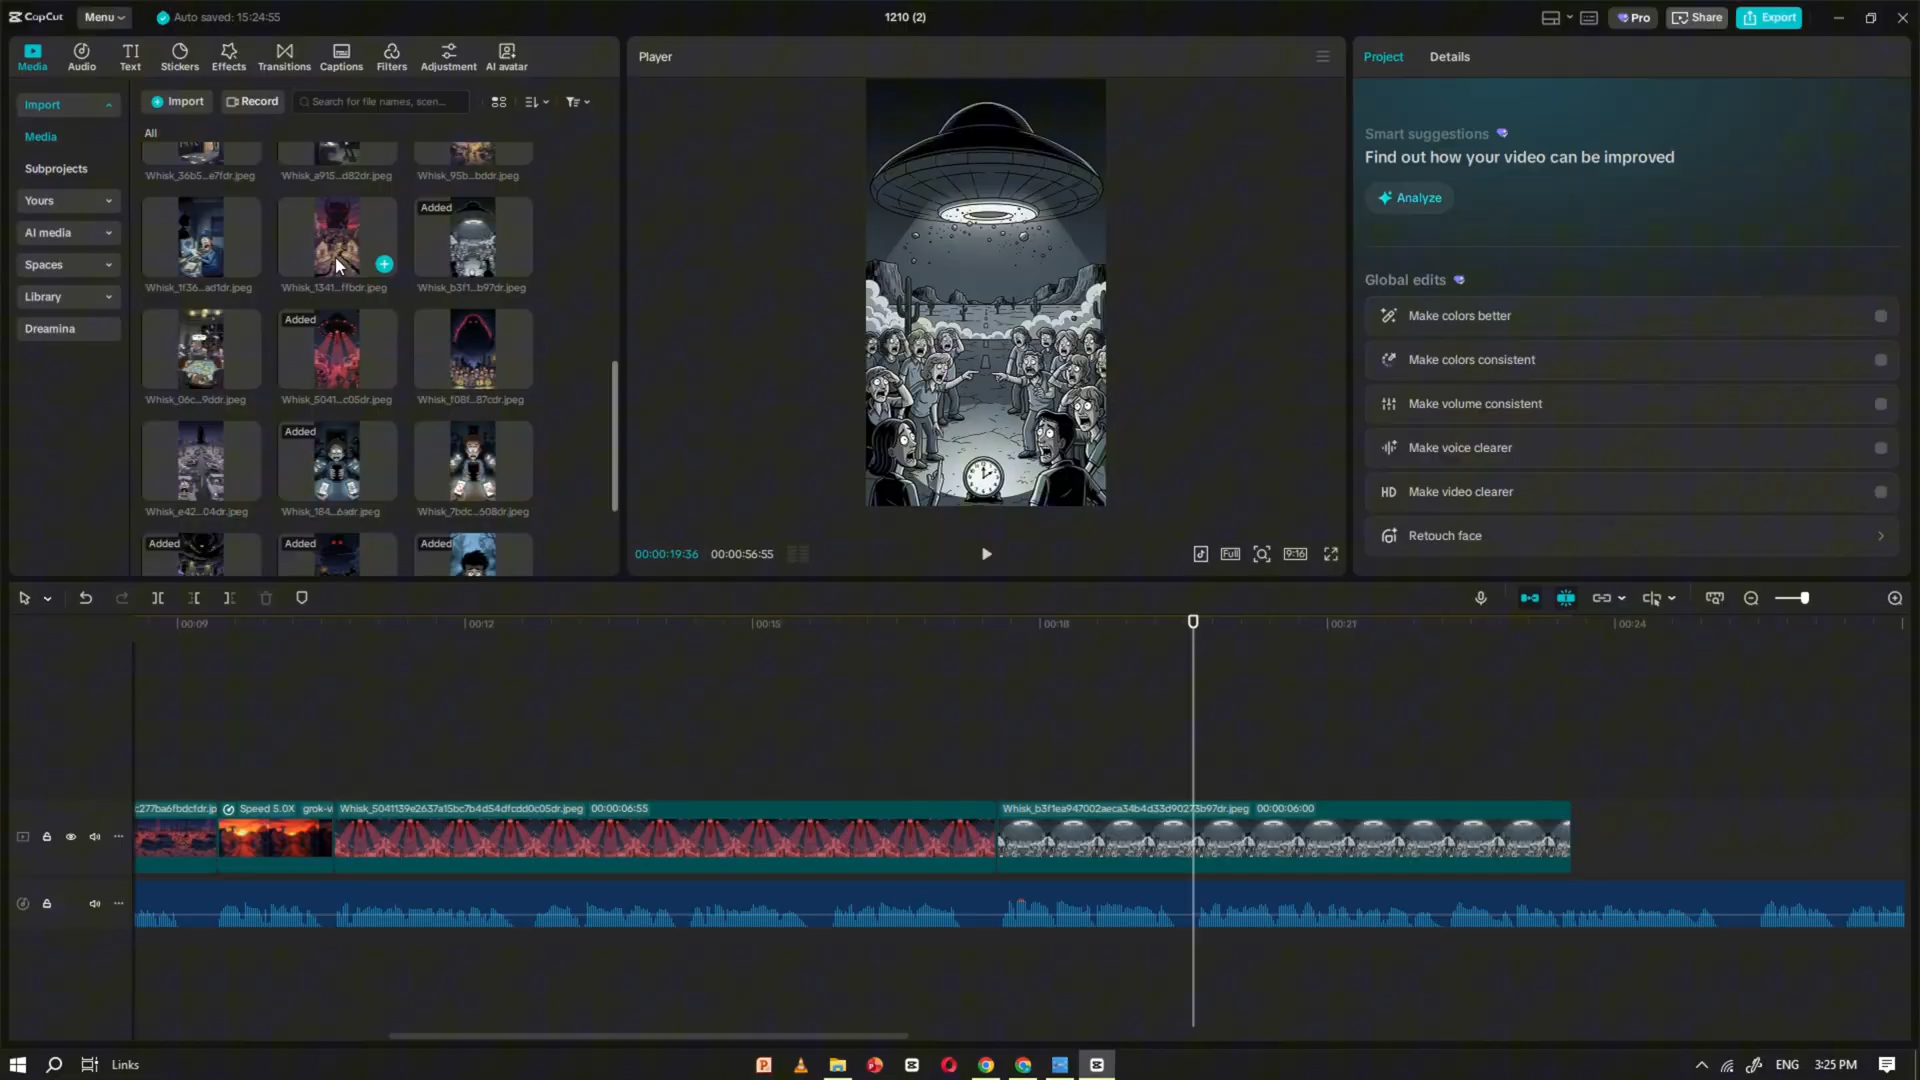 CapCut
Menu
Auto saved: 15:24:55
1210 (2)
Pro
Share
Export
Media
Audio
Text
Stickers
Effects
Transitions
Captions
Filters
Adjustment
AI avatar
Import
Media
Subprojects
Yours
AI media
Spaces
Library
Dreamina
Import
Record
Search for file names, scen...
All
Whisk_36b5...e7fdr.jpeg
Whisk_a915...d82dr.jpeg
Whisk_95b...bddr.jpeg
Added
Whisk_1f36...ad1dr.jpeg
Whisk_1341...ffbdr.jpeg
Whisk_b3f1...b97dr.jpeg
Added
Whisk_06c...9ddr.jpeg
Whisk_5041...c05dr.jpeg
Whisk_f08f...87cdr.jpeg
Added
Whisk_e42...04dr.jpeg
Whisk_184...6adr.jpeg
Whisk_7bdc...608dr.jpeg
Added
Added
Added
Player
00:00:19:36
00:00:56:55
Full
9:16
Project
Details
Smart suggestions
Find out how your video can be improved
Analyze
Global edits
Make colors better
Make colors consistent
Make volume consistent
Make voice clearer
HD Make video clearer
Retouch face
00:09
00:12
00:15
00:18
00:21
00:24
c277ba6fbdcfdr.jp
Speed 5.0X
grok-vi
Whisk_5041139e2637a15bc7b4d54dfcdd0c05dr.jpeg 00:00:06:55
Whisk_b3f1ea947002aeca34b4d33d90273b97dr.jpeg 00:00:06:00
Links
ENG
3:25 PM